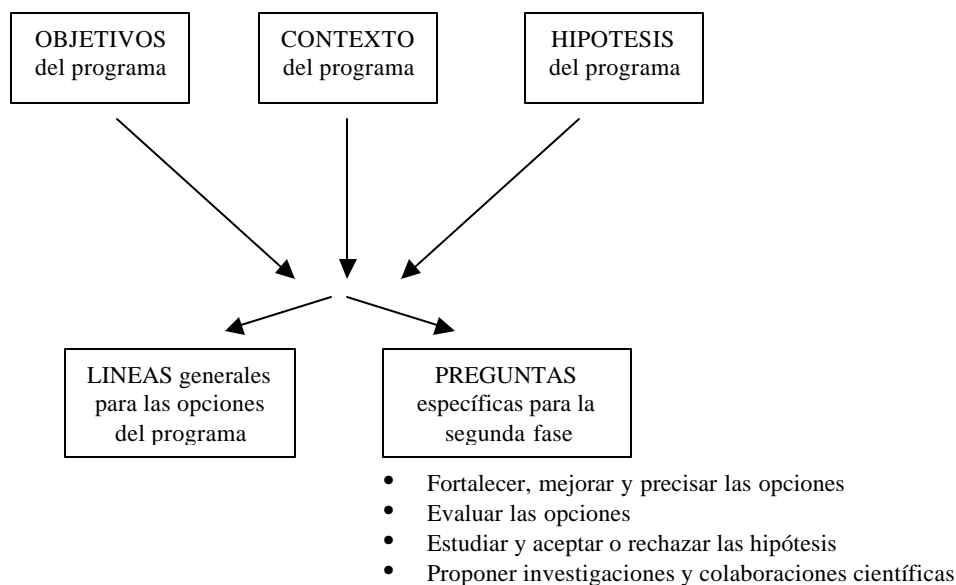 OBJETIVOS
del programa
CONTEXTO
del programa
HIPOTESIS
del programa
LINEAS generales
para las opciones
del programa
PREGUNTAS
específicas para la
segunda fase
• Fortalecer, mejorar y precisar las opciones
• Evaluar las opciones
• Estudiar y aceptar o rechazar las hipótesis
• Proponer investigaciones y colaboraciones científicas